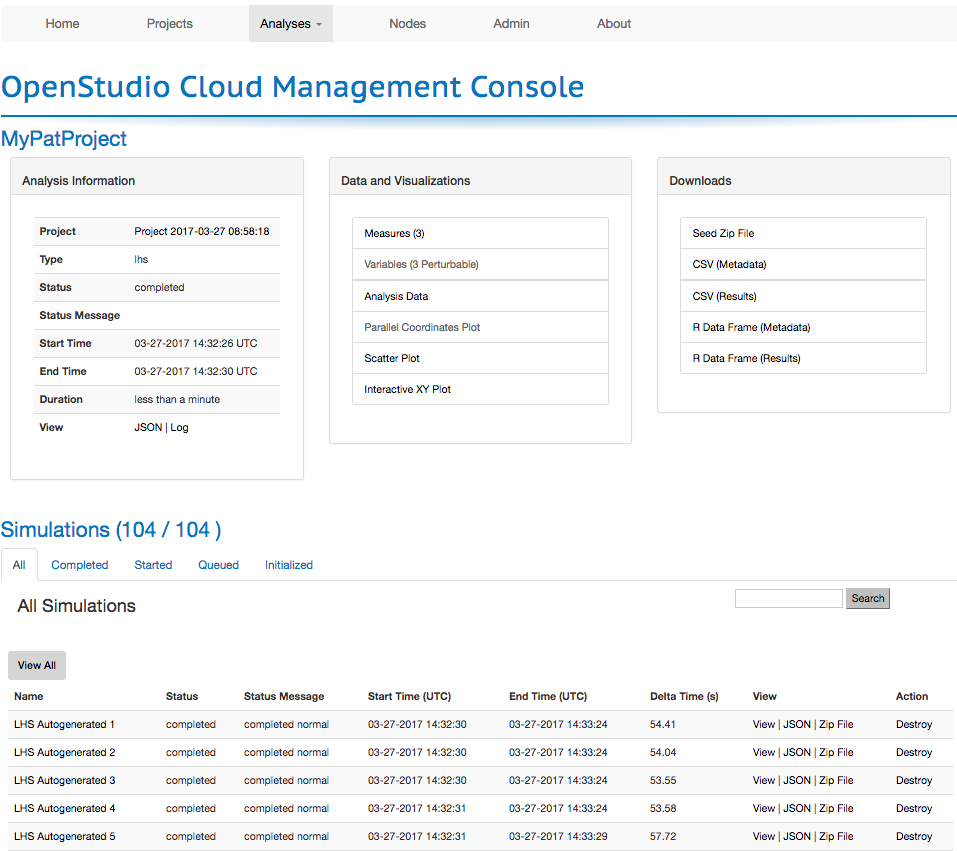 Home Projects Analyses Nodes Admin About
OpenStudio Cloud Management Console
MyPatProject
Analysis Information
Project Project 2017-03-27 08:58:18
Type lhs
Status completed
Status Message
Start Time 03-27-2017 14:32:26 UTC
End Time 03-27-2017 14:32:30 UTC
Duration less than a minute
View JSON | Log
Data and Visualizations
Measures (3)
Variables (3 Perturbable)
Analysis Data
Parallel Coordinates Plot
Scatter Plot
Interactive XY Plot
Downloads
Seed Zip File
CSV (Metadata)
CSV (Results)
R Data Frame (Metadata)
R Data Frame (Results)
Simulations (104 / 104 )
All Completed Started Queued Initialized
All Simulations
Search
View All
Name Status Status Message Start Time (UTC) End Time (UTC) Delta Time (s) View Action
LHS Autogenerated 1 completed completed normal 03-27-2017 14:32:30 03-27-2017 14:33:24 54.41 View | JSON | Zip File Destroy
LHS Autogenerated 2 completed completed normal 03-27-2017 14:32:30 03-27-2017 14:33:24 54.04 View | JSON | Zip File Destroy
LHS Autogenerated 3 completed completed normal 03-27-2017 14:32:30 03-27-2017 14:33:24 53.55 View | JSON | Zip File Destroy
LHS Autogenerated 4 completed completed normal 03-27-2017 14:32:31 03-27-2017 14:33:24 53.58 View | JSON | Zip File Destroy
LHS Autogenerated 5 completed completed normal 03-27-2017 14:32:31 03-27-2017 14:33:29 57.72 View | JSON | Zip File Destroy